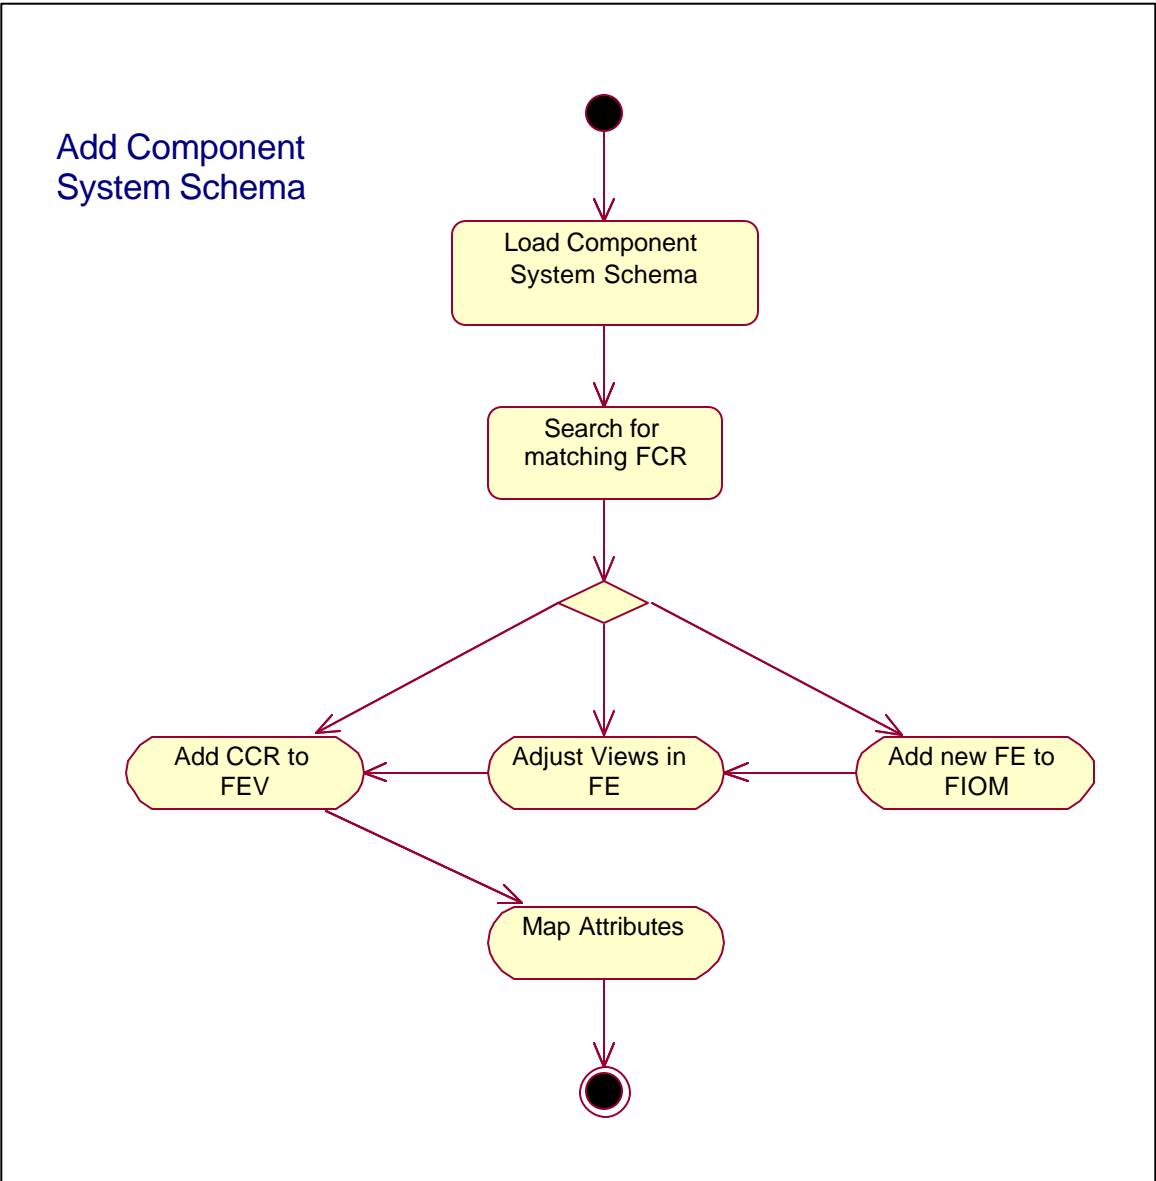 Add Component
System Schema
Load Component
System Schema
Search for
matching FCR
Add CCR to
FEV
Adjust Views in
FE
Add new FE to
FIOM
Map Attributes